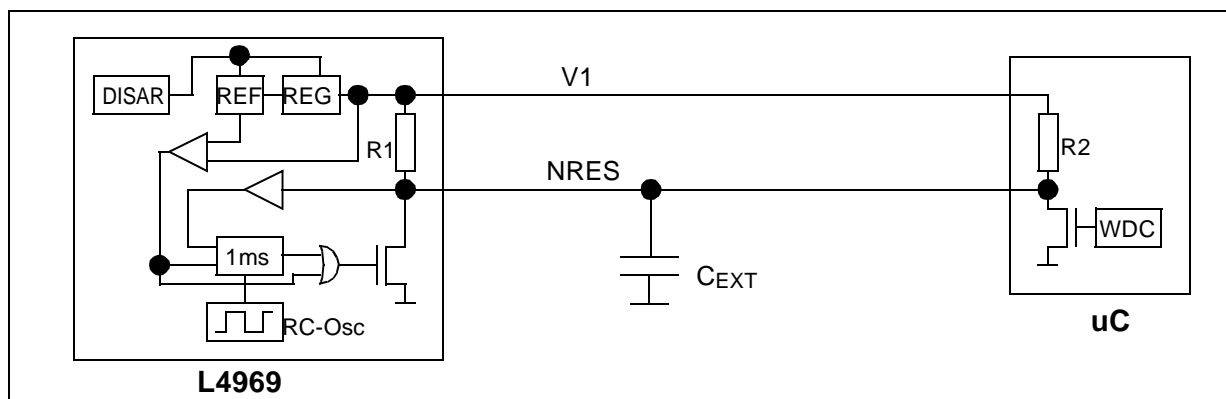 V1
DISAR
REF
REG
R1
R2
NRES
WDC
1ms
CEXT
RC-Osc
uC
L4969